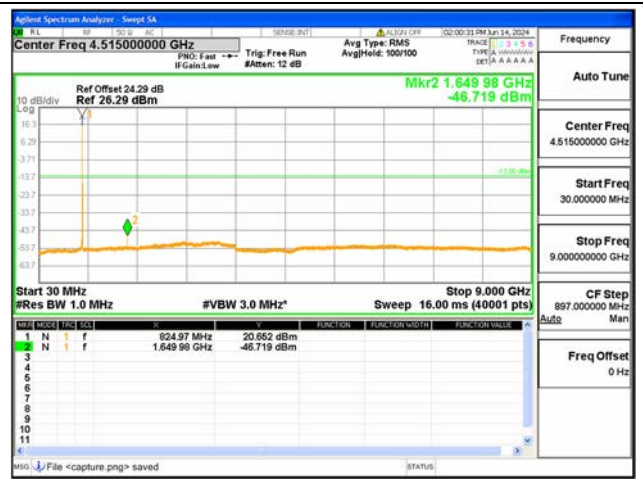 Agilent Spectrum Analyzer - Swept SA
RL RF 50 Ω AC SENSE:INT ALIGN OFF 02:00:31 PM Jun 14, 2024
Center Freq 4.515000000 GHz
PNO: Fast
IFGain:Low
Trig: Free Run
#Atten: 12 dB
Avg Type: RMS
Avg|Hold: 100/100
TRACE 1 2 3 4 5 6
TYPE A
DET A A A A A A
Frequency
Auto Tune
Ref Offset 24.29 dB
10 dB/div Ref 26.29 dBm
Mkr2 1.649 98 GHz
-46.719 dBm
Log
16.3
6.29
-3.71
-13.7
-23.7
-33.7
-43.7
-53.7
-63.7
1
2
-13.00 dBm
Center Freq
4.515000000 GHz
Start Freq
30.000000 MHz
Stop Freq
9.000000000 GHz
Start 30 MHz Stop 9.000 GHz
#Res BW 1.0 MHz #VBW 3.0 MHz* Sweep 16.00 ms (40001 pts)
CF Step
897.000000 MHz
Auto Man
Freq Offset
0 Hz
MKR MODE TRC SCL X Y FUNCTION FUNCTION WIDTH FUNCTION VALUE
1 N 1 f 824.97 MHz 20.652 dBm
2 N 1 f 1.649 98 GHz -46.719 dBm
3
4
5
6
7
8
9
10
11
MSG File <capture.png> saved STATUS